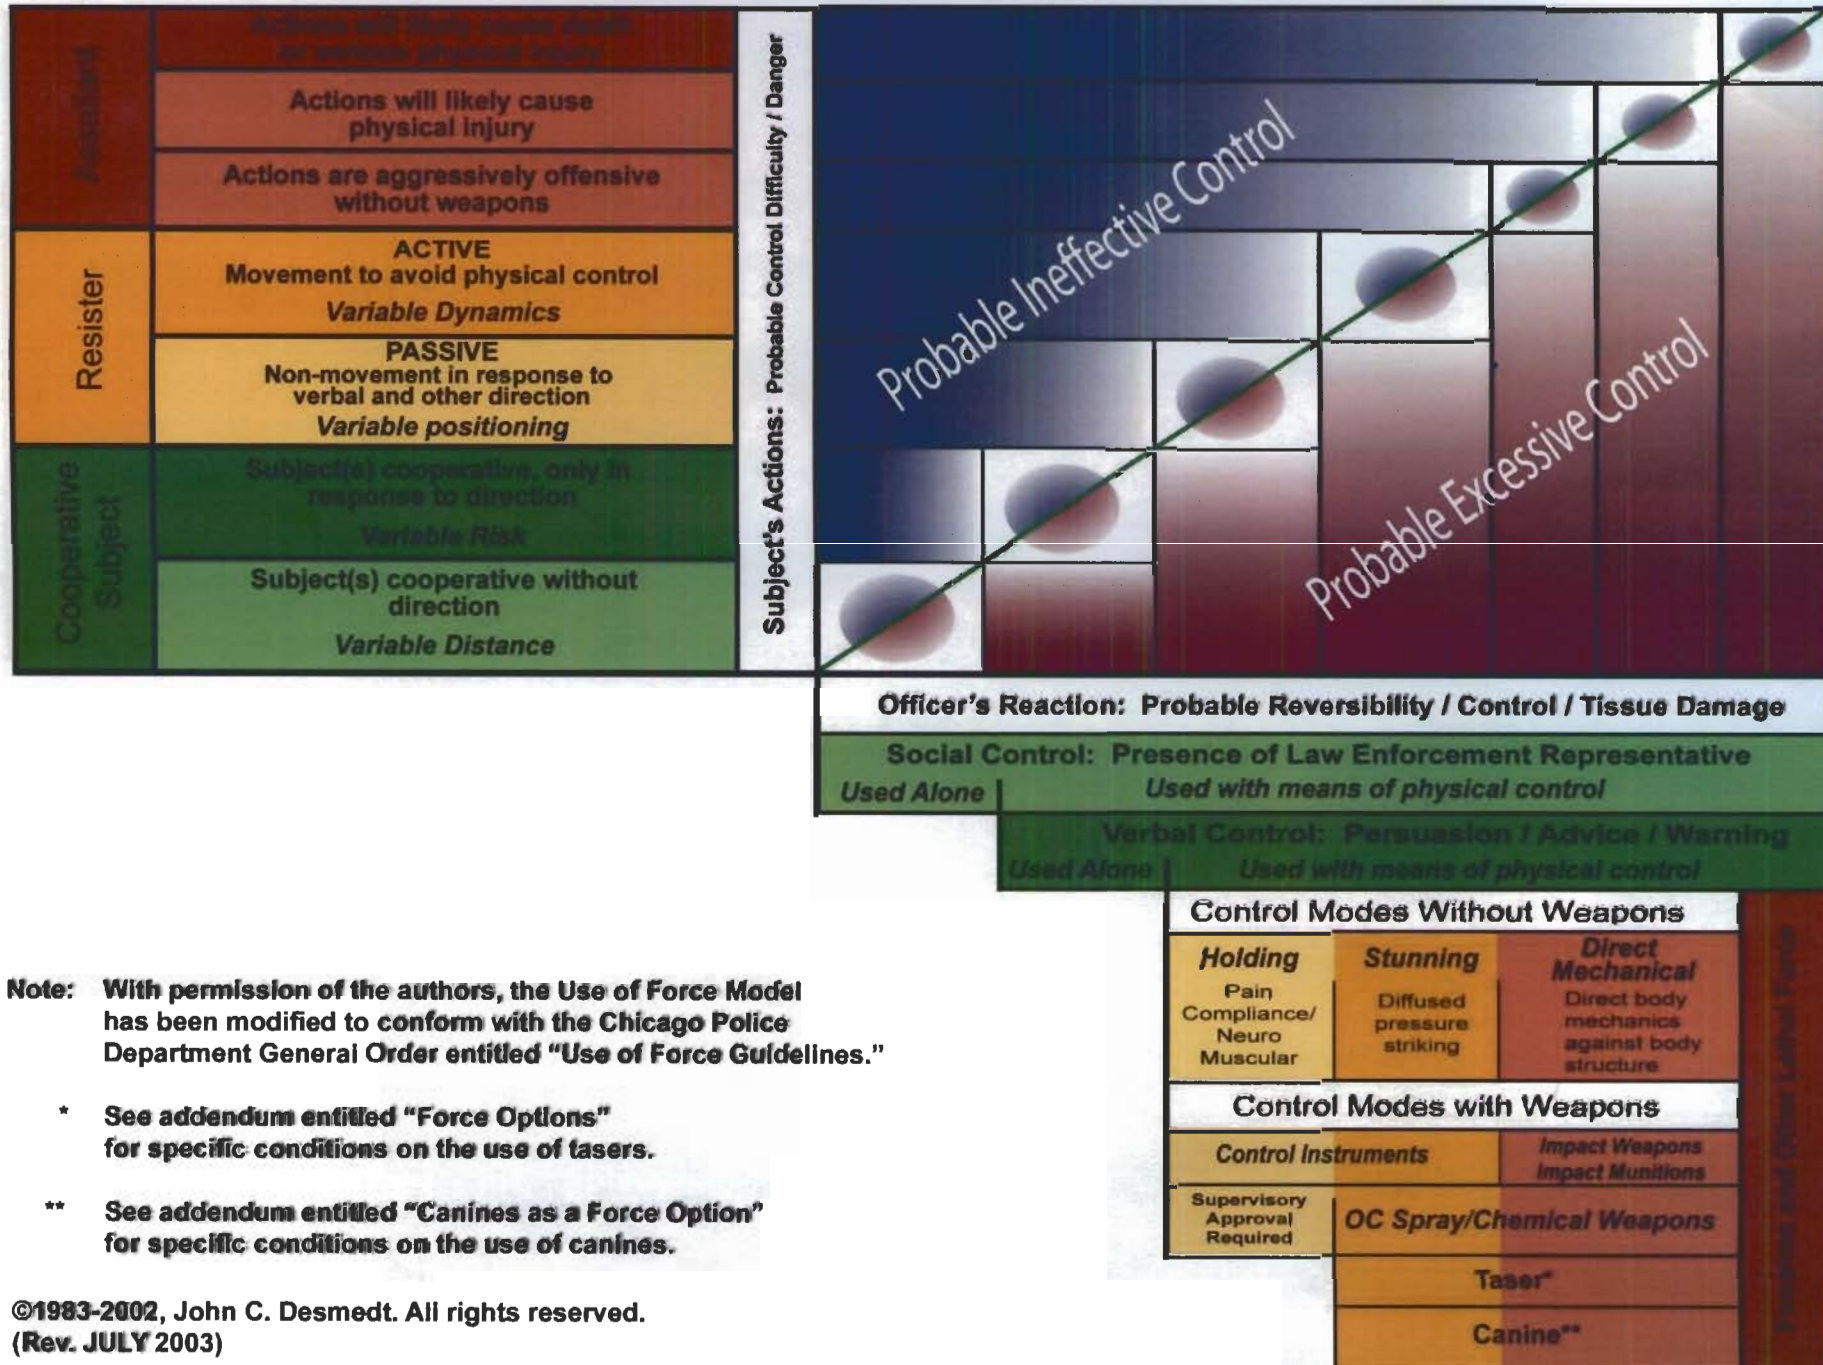 Assailant
Actions will likely cause death
or serious physical injury
Actions will likely cause
physical injury
Actions are aggressively offensive
without weapons
Resister
ACTIVE
Movement to avoid physical control
Variable Dynamics
PASSIVE
Non-movement in response to
verbal and other direction
Variable positioning
Cooperative
Subject
Subject(s) cooperative, only in
response to direction
Variable Risk
Subject(s) cooperative without
direction
Variable Distance
Subject's Actions: Probable Control Difficulty / Danger
Probable Ineffective Control
Probable Excessive Control
Officer's Reaction: Probable Reversibility / Control / Tissue Damage
Social Control: Presence of Law Enforcement Representative
Used Alone
Used with means of physical control
Verbal Control: Persuasion / Advice / Warning
Used Alone
Used with means of physical control
Control Modes Without Weapons
Holding
Pain
Compliance/
Neuro
Muscular
Stunning
Diffused
pressure
striking
Direct
Mechanical
Direct body
mechanics
against body
structure
Control Modes with Weapons
Control Instruments
Impact Weapons
Impact Munitions
Supervisory
Approval
Required
OC Spray/Chemical Weapons
Taser*
Canine**
Firearms and Other Lethal Force
Note: With permission of the authors, the Use of Force Model
has been modified to conform with the Chicago Police
Department General Order entitled “Use of Force Guidelines.”
* See addendum entitled “Force Options”
for specific conditions on the use of tasers.
** See addendum entitled “Canines as a Force Option”
for specific conditions on the use of canines.
©1983-2002, John C. Desmedt. All rights reserved.
(Rev. JULY 2003)